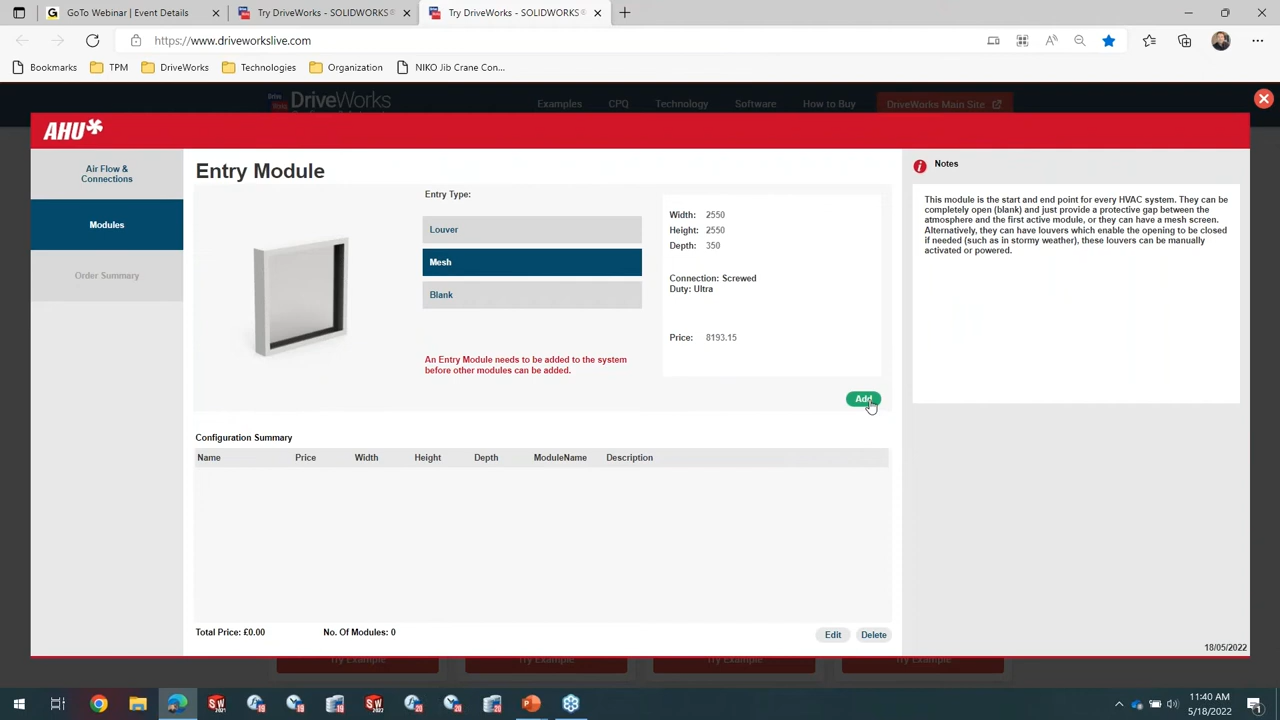 GoTo Webinar | Event Details
Try DriveWorks - SOLIDWORKS®
Try DriveWorks - SOLIDWORKS®
https://www.driveworkslive.com
Bookmarks
TPM
DriveWorks
Technologies
Organization
NIKO Jib Crane Con...
DriveWorks
Examples
CPQ
Technology
Software
How to Buy
DriveWorks Main Site
AHU
Air Flow &
Connections
Modules
Order Summary
Entry Module
Entry Type:
Louver
Mesh
Blank
An Entry Module needs to be added to the system
before other modules can be added.
Width: 2550
Height: 2550
Depth: 350
Connection: Screwed
Duty: Ultra
Price: 8193.15
Add
Notes
This module is the start and end point for every HVAC system. They can be
completely open (blank) and just provide a protective gap between the
atmosphere and the first active module, or they can have a mesh screen.
Alternatively, they can have louvers which enable the opening to be closed
if needed (such as in stormy weather), these louvers can be manually
activated or powered.
Configuration Summary
Name Price Width Height Depth ModuleName Description
Total Price: £0.00
No. Of Modules: 0
Edit
Delete
18/05/2022
Try Example
Try Example
Try Example
Try Example
11:40 AM
5/18/2022